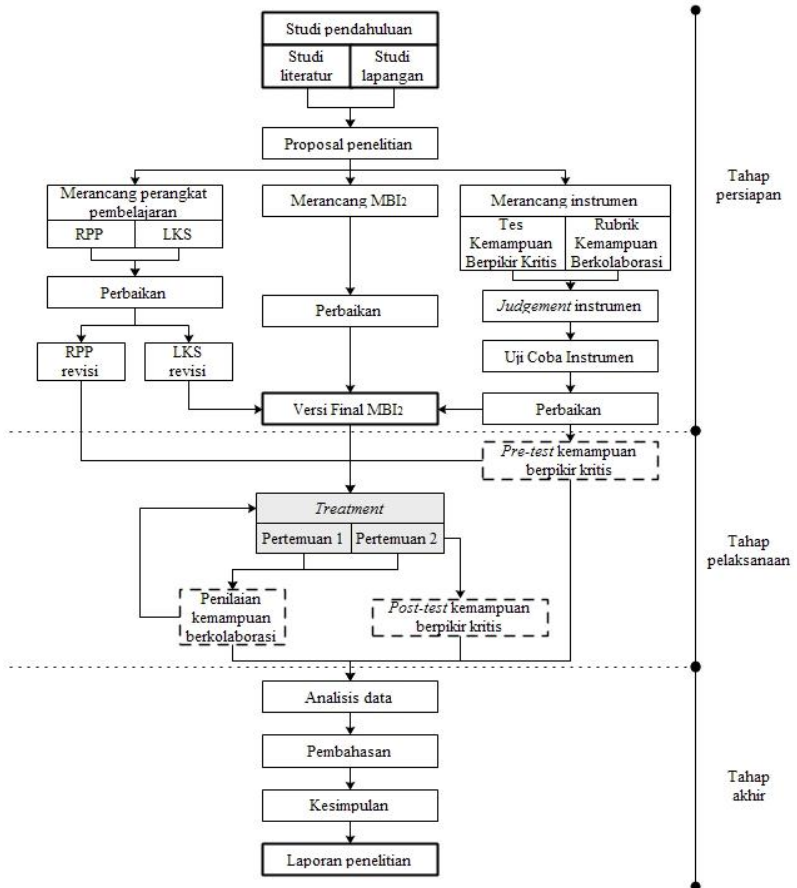 Studi pendahuluan
Studi
literatur
Studi
lapangan
Proposal penelitian
Merancang perangkat
pembelajaran
RPP
LKS
Merancang MBI2
Merancang instrumen
Tes
Kemampuan
Berpikir Kritis
Rubrik
Kemampuan
Berkolaborasi
Tahap
persiapan
Perbaikan
Perbaikan
Judgement instrumen
RPP
revisi
LKS
revisi
Uji Coba Instrumen
Versi Final MBI2
Perbaikan
Pre-test kemampuan
berpikir kritis
Treatment
Pertemuan 1
Pertemuan 2
Tahap
pelaksanaan
Penilaian
kemampuan
berkolaborasi
Post-test kemampuan
berpikir kritis
Analisis data
Pembahasan
Kesimpulan
Laporan penelitian
Tahap
akhir